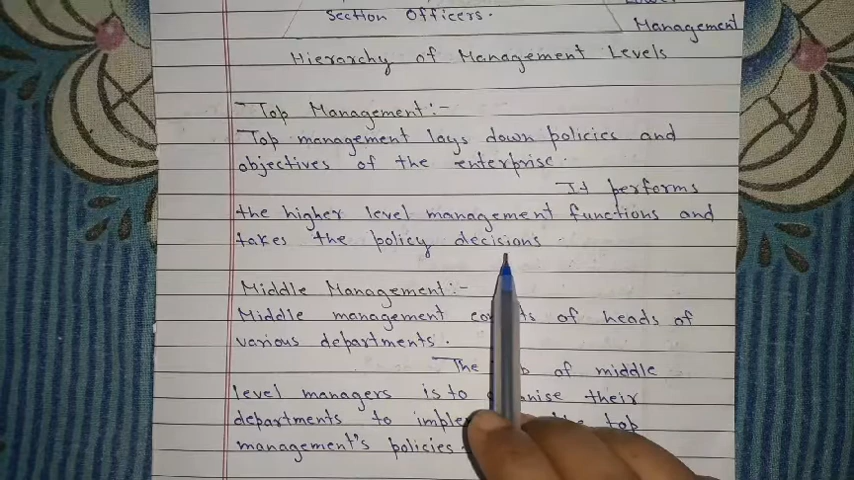 Section Officers.
Management
Hierarchy of Management Levels
Top Management:-
Top management lays down policies and
objectives of the enterprise.
It performs
the higher level management functions and
takes the policy decisions.
Middle Management:-
Middle management of heads of
various departments.
The of middle
level managers is to their
departments to top
management's policies.